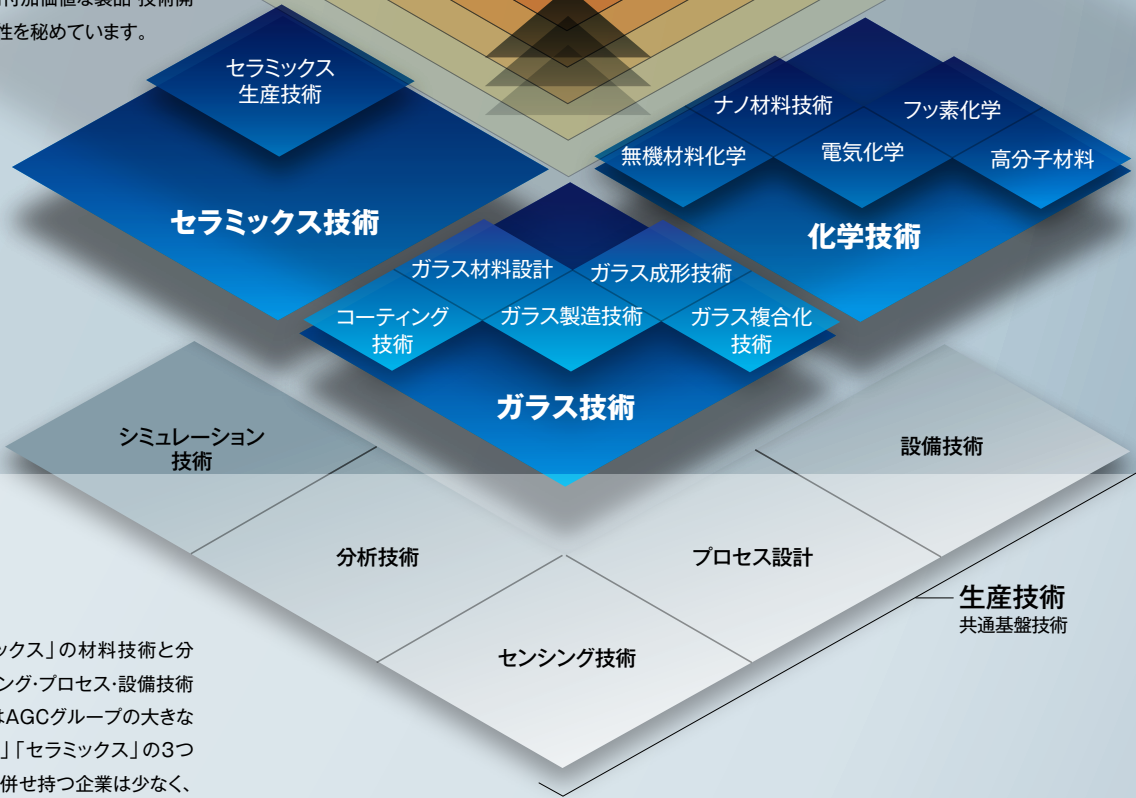 付加価値な製品・技術開
性を秘めています。
セラミックス
生産技術
セラミックス技術
ナノ材料技術
フッ素化学
無機材料化学
電気化学
高分子材料
化学技術
ガラス材料設計
ガラス成形技術
コーティング
技術
ガラス製造技術
ガラス複合化
技術
ガラス技術
シミュレーション
技術
設備技術
分析技術
プロセス設計
センシング技術
生産技術
共通基盤技術
ックス」の材料技術と分
ング・プロセス・設備技術
はAGCグループの大きな
」「セラミックス」の3つ
併せ持つ企業は少なく、